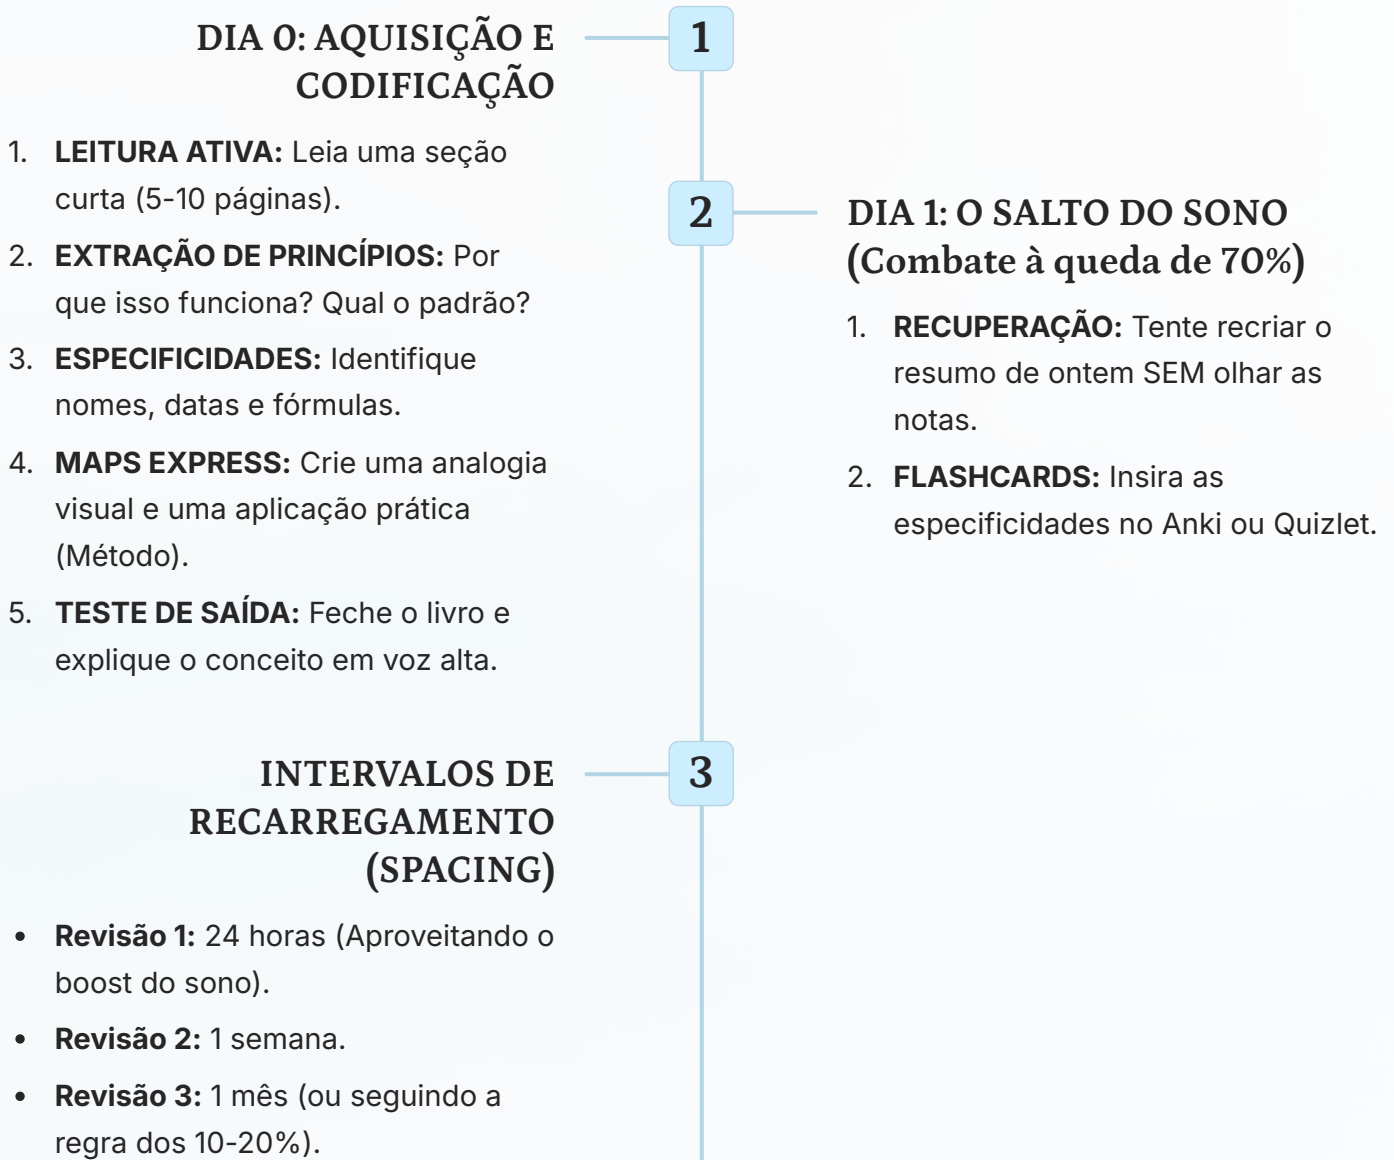 DIA 0: AQUISIÇÃO E
CODIFICAÇÃO
1
1. LEITURA ATIVA: Leia uma seção
curta (5-10 páginas).
2. EXTRAÇÃO DE PRINCÍPIOS: Por
que isso funciona? Qual o padrão?
3. ESPECIFICIDADES: Identifique
nomes, datas e fórmulas.
4. MAPS EXPRESS: Crie uma analogia
visual e uma aplicação prática
(Método).
5. TESTE DE SAÍDA: Feche o livro e
explique o conceito em voz alta.
2
DIA 1: O SALTO DO SONO
(Combate à queda de 70%)
1. RECUPERAÇÃO: Tente recriar o
resumo de ontem SEM olhar as
notas.
2. FLASHCARDS: Insira as
especificidades no Anki ou Quizlet.
INTERVALOS DE
RECARREGAMENTO
(SPACING)
3
• Revisão 1: 24 horas (Aproveitando o
boost do sono).
• Revisão 2: 1 semana.
• Revisão 3: 1 mês (ou seguindo a
regra dos 10-20%).